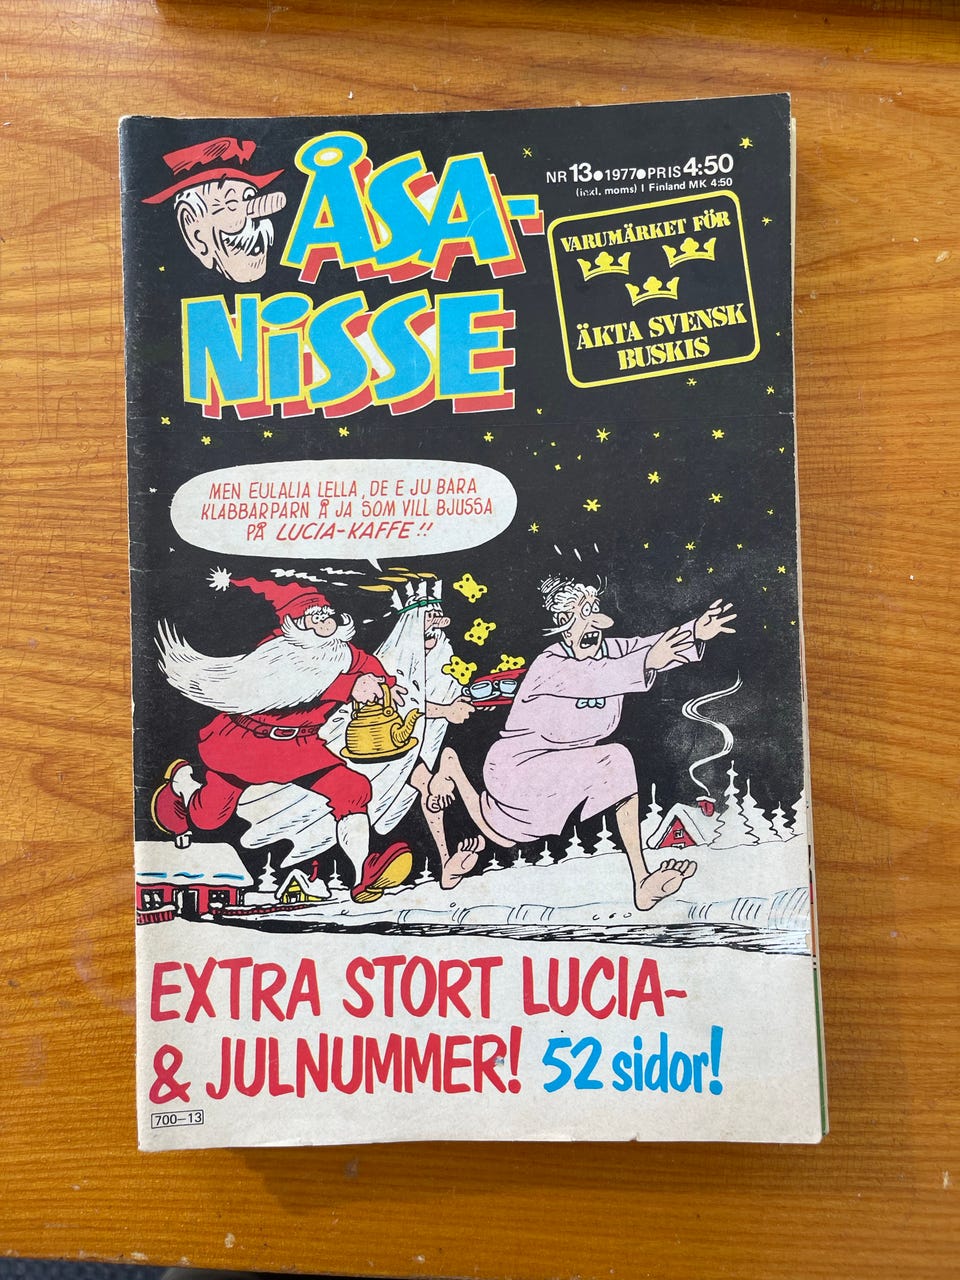 ÅSA-
NISSE
NR 13•1977•PRIS 4:50
(inkl. moms) I Finland MK 4:50
VARUMÄRKET FÖR
ÄKTA SVENSK
BUSKIS
MEN EULALIA LELLA, DE E JU BARA
KLABBARPARN Å JA SOM VILL BJUSSA
PÅ LUCIA-KAFFE!!
EXTRA STORT LUCIA-
& JULNUMMER! 52 sidor!
700-13